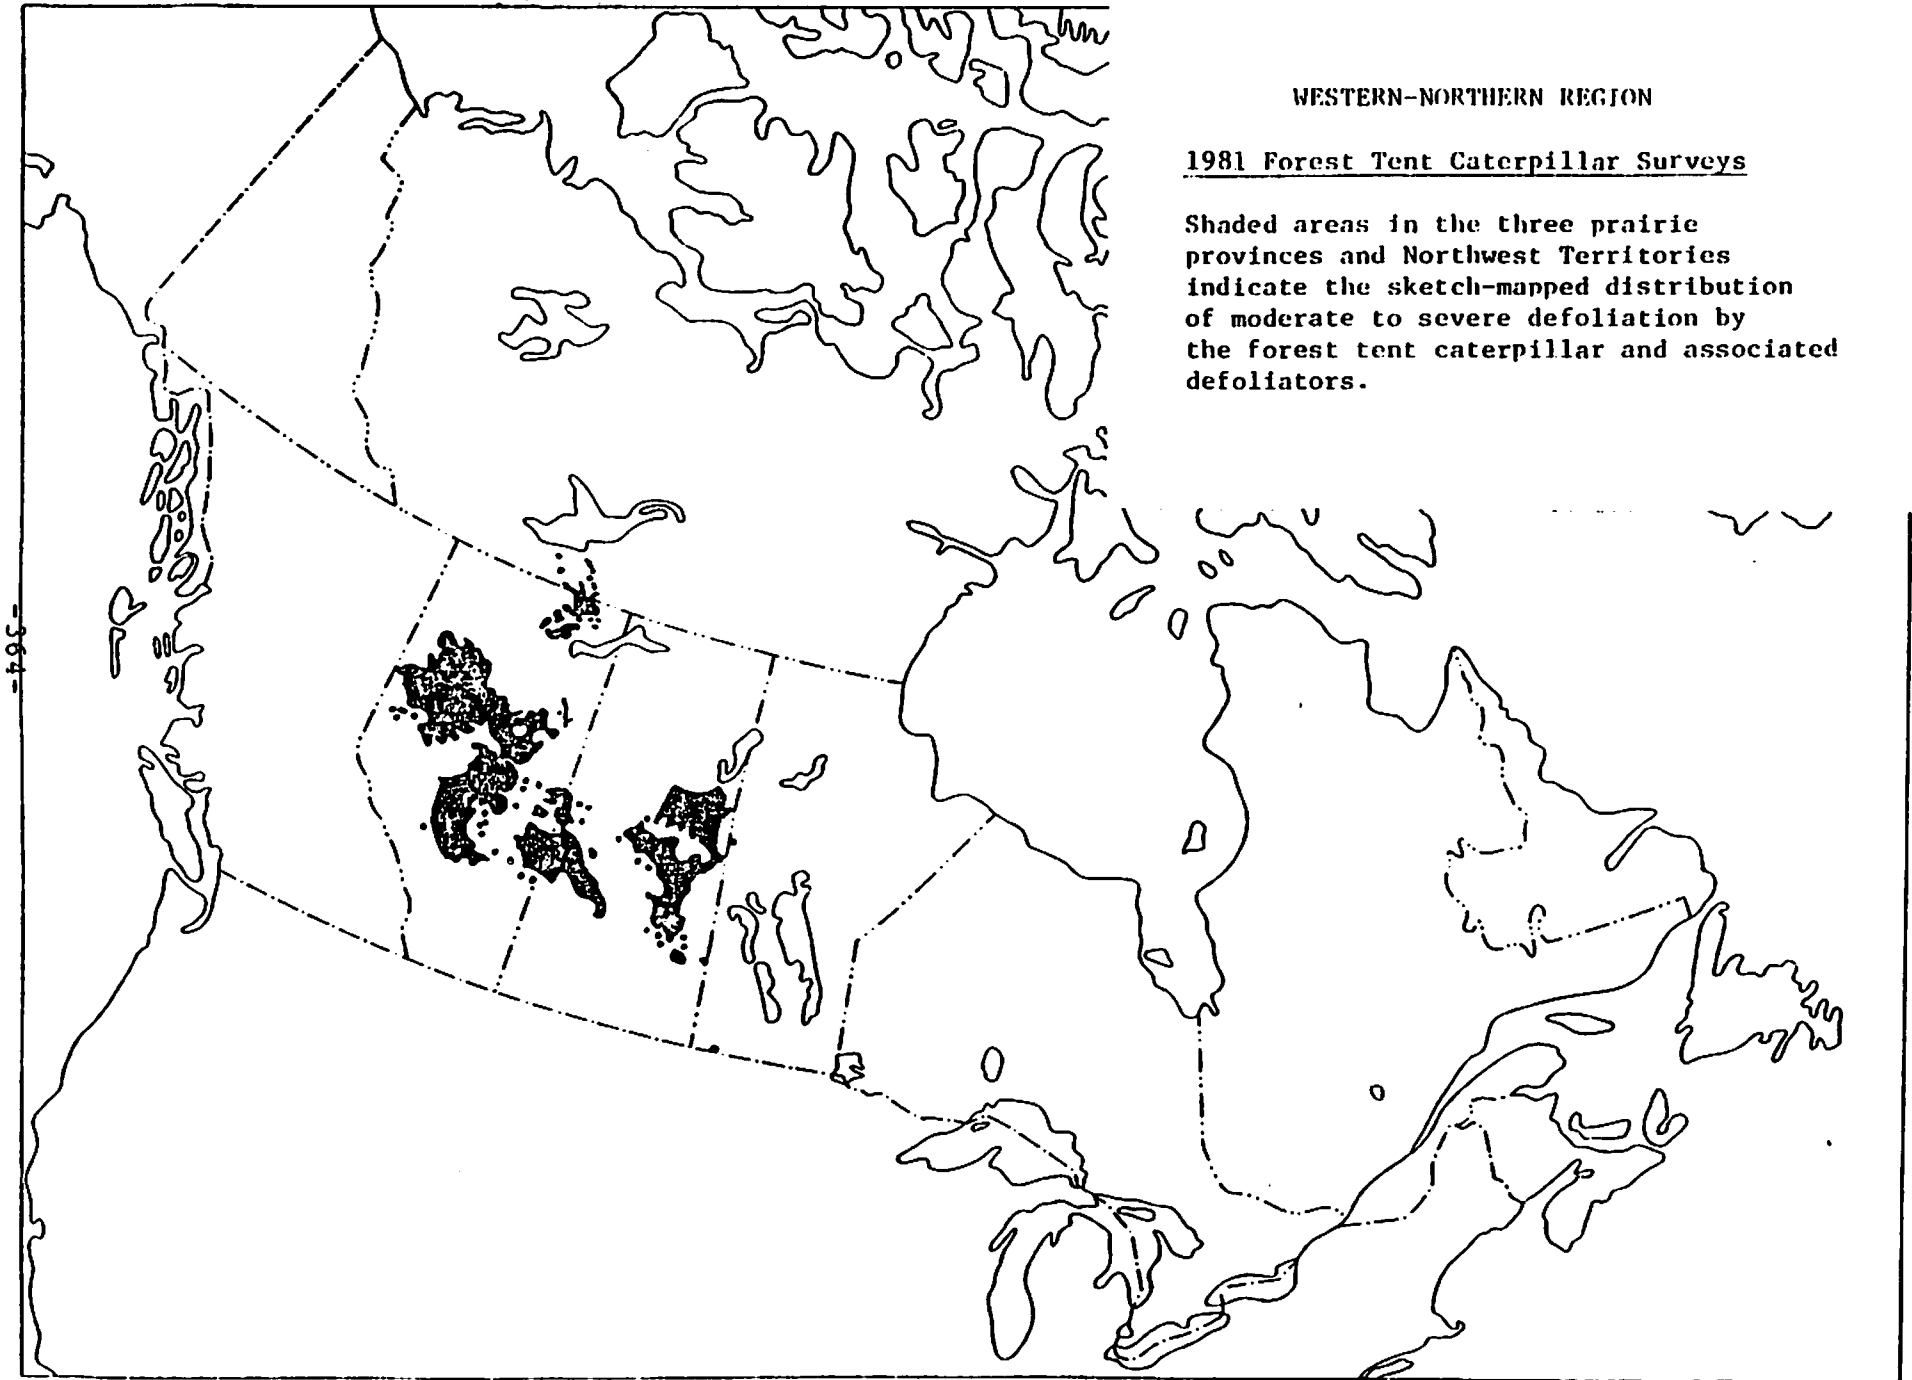 WESTERN-NORTHERN REGION
1981 Forest Tent Caterpillar Surveys
Shaded areas in the three prairie
provinces and Northwest Territories
indicate the sketch-mapped distribution
of moderate to severe defoliation by
the forest tent caterpillar and associated
defoliators.
- 364 -